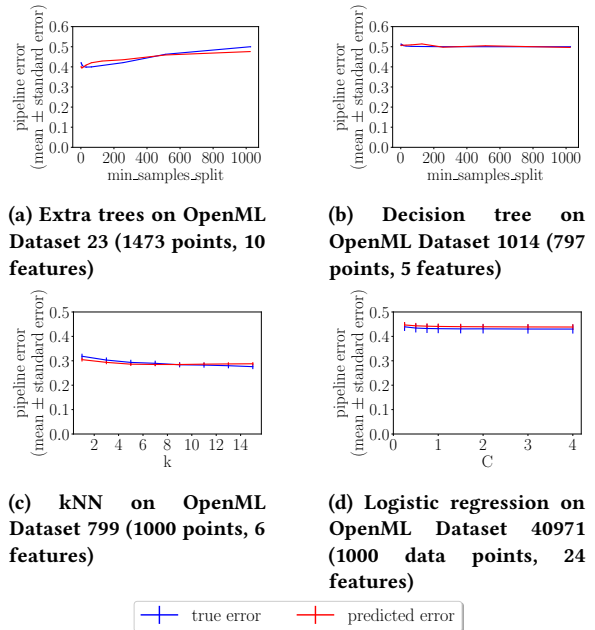 0.6
0.5
0.4
0.3
0.2
0.1
0.0
pipeline error
(mean ± standard error)
0 200 400 600 800 1000
min_samples_split
(a) Extra trees on OpenML
Dataset 23 (1473 points, 10
features)
0.6
0.5
0.4
0.3
0.2
0.1
0.0
pipeline error
(mean ± standard error)
0 200 400 600 800 1000
min_samples_split
(b) Decision tree on
OpenML Dataset 1014 (797
points, 5 features)
0.5
0.4
0.3
0.2
0.1
0.0
pipeline error
(mean ± standard error)
2 4 6 8 10 12 14
k
(c) kNN on OpenML
Dataset 799 (1000 points, 6
features)
0.5
0.4
0.3
0.2
0.1
0.0
pipeline error
(mean ± standard error)
0 1 2 3 4
C
(d) Logistic regression on
OpenML Dataset 40971
(1000 data points, 24
features)
true error predicted error